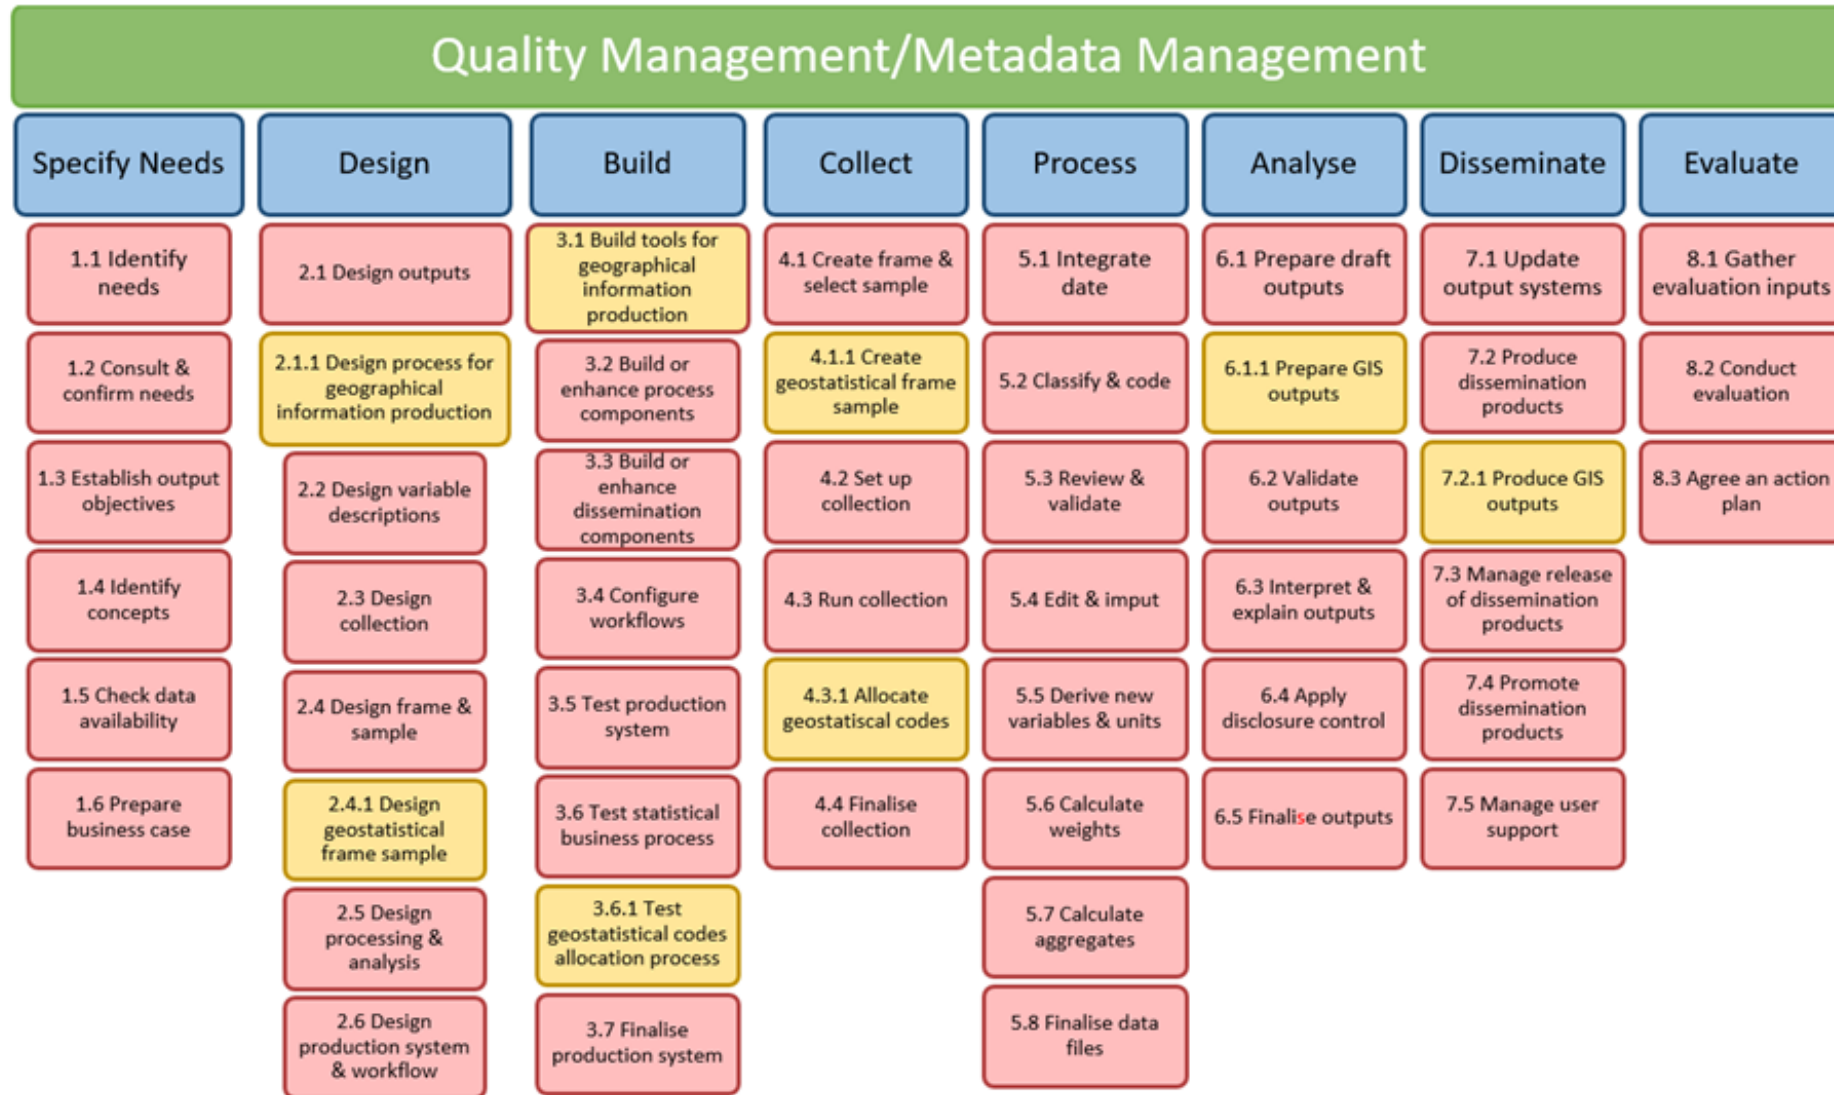 Quality Management/Metadata Management
Specify Needs
Design
Build
Collect
Process
Analyse
Disseminate
Evaluate
1.1 Identify
needs
1.2 Consult &
confirm needs
1.3 Establish output
objectives
1.4 Identify
concepts
1.5 Check data
availability
1.6 Prepare
business case
2.1 Design outputs
2.1.1 Design process for
geographical
information production
2.2 Design variable
descriptions
2.3 Design
collection
2.4 Design frame &
sample
2.4.1 Design
geostatistical
frame sample
2.5 Design
processing &
analysis
2.6 Design
production system
& workflow
3.1 Build tools for
geographical
information
production
3.2 Build or
enhance process
components
3.3 Build or
enhance
dissemination
components
3.4 Configure
workflows
3.5 Test production
system
3.6 Test statistical
business process
3.6.1 Test
geostatistical codes
allocation process
3.7 Finalise
production system
4.1 Create frame &
select sample
4.1.1 Create
geostatistical frame
sample
4.2 Set up
collection
4.3 Run collection
4.3.1 Allocate
geostatiscal codes
4.4 Finalise
collection
5.1 Integrate
date
5.2 Classify & code
5.3 Review &
validate
5.4 Edit & imput
5.5 Derive new
variables & units
5.6 Calculate
weights
5.7 Calculate
aggregates
5.8 Finalise data
files
6.1 Prepare draft
outputs
6.1.1 Prepare GIS
outputs
6.2 Validate
outputs
6.3 Interpret &
explain outputs
6.4 Apply
disclosure control
6.5 Finalise outputs
7.1 Update
output systems
7.2 Produce
dissemination
products
7.2.1 Produce GIS
outputs
7.3 Manage release
of dissemination
products
7.4 Promote
dissemination
products
7.5 Manage user
support
8.1 Gather
evaluation inputs
8.2 Conduct
evaluation
8.3 Agree an action
plan